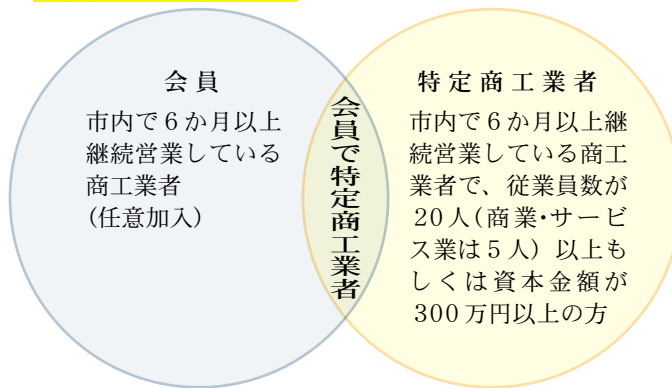 会員
市内で６か月以上
継続営業している
商工業者
(任意加入)
会員で特定商工業者
特定商工業者
市内で６か月以上継
続営業している商工
業者で、従業員数が
20人(商業・サービ
ス業は５人) 以上も
しくは資本金額が
300万円以上の方